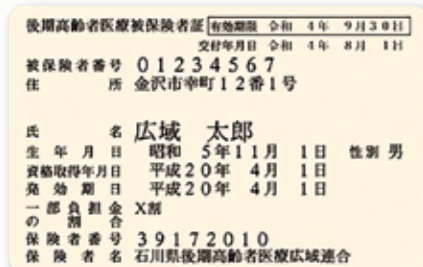 後期高齢者医療被保険者証 有効期限 令和 4年 9月30日
交付年月日 令和 4年 8月 1日
被保険者番号 01234567
住所 金沢市幸町12番1号
氏名 広域 太郎
生年月日 昭和 5年11月 1日 性別 男
資格取得年月日 平成20年 4月 1日
発効期日 平成20年 4月 1日
一部負担金の割合 X割
保険者番号 39172010
保険者名 石川県後期高齢者医療広域連合